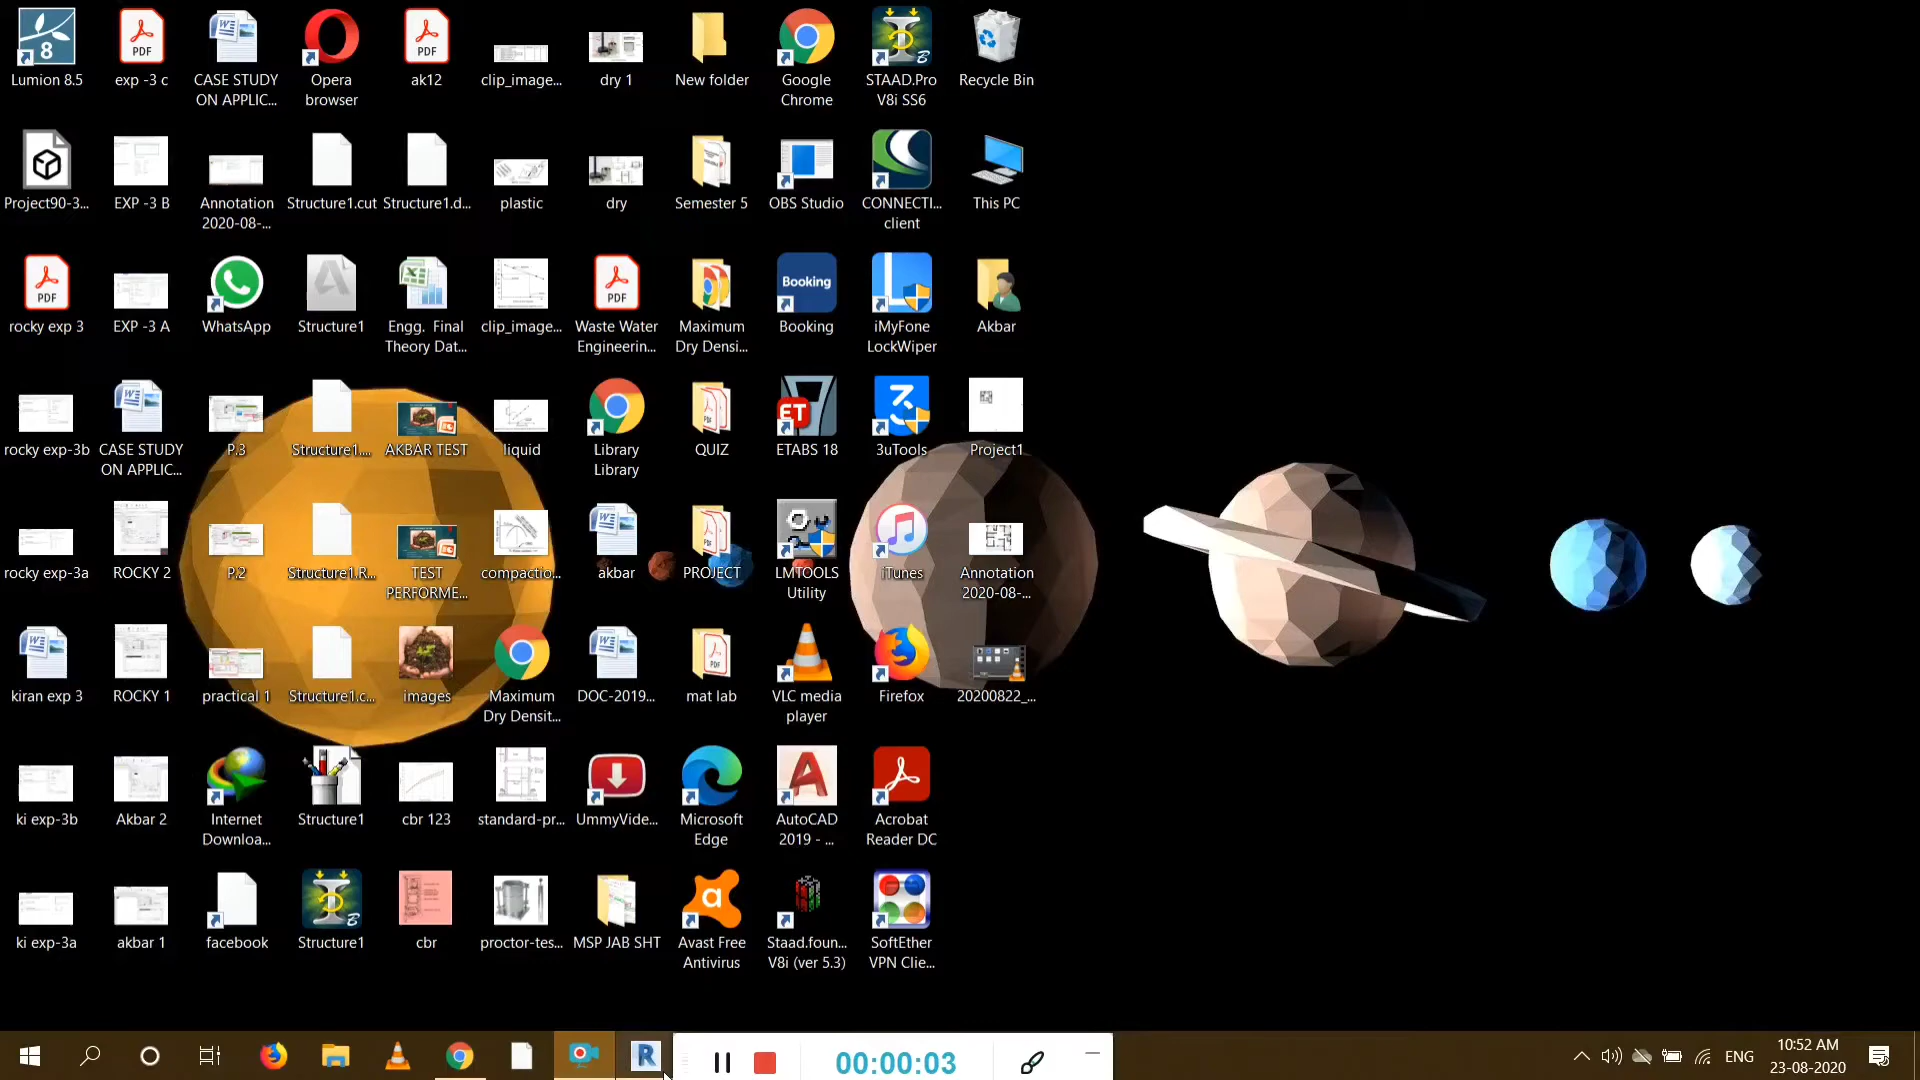 Lumion 8.5
exp -3 c
CASE STUDY
ON APPLIC...
Opera
browser
ak12
clip_image...
dry 1
New folder
Google
Chrome
STAAD.Pro
V8i SS6
Recycle Bin
Project90-3...
EXP -3 B
Annotation
2020-08-...
Structure1.cut
Structure1.d...
plastic
dry
Semester 5
OBS Studio
CONNECTI...
client
This PC
rocky exp 3
EXP -3 A
WhatsApp
Structure1
Engg. Final
Theory Dat...
clip_image...
Waste Water
Engineerin...
Maximum
Dry Densi...
Booking
Booking
iMyFone
LockWiper
Akbar
rocky exp-3b
CASE STUDY
ON APPLIC...
P.3
Structure1....
AKBAR TEST
liquid
Library
Library
QUIZ
ETABS 18
3uTools
Project1
rocky exp-3a
ROCKY 2
P.2
Structure1.R...
TEST
PERFORME...
compactio...
akbar
PROJECT
LMTOOLS
Utility
iTunes
Annotation
2020-08-...
kiran exp 3
ROCKY 1
practical 1
Structure1.c...
images
Maximum
Dry Densit...
DOC-2019...
mat lab
VLC media
player
Firefox
20200822_...
ki exp-3b
Akbar 2
Internet
Downloa...
Structure1
cbr 123
standard-pr...
UmmyVide...
Microsoft
Edge
AutoCAD
2019 - ...
Acrobat
Reader DC
ki exp-3a
akbar 1
facebook
Structure1
cbr
proctor-tes...
MSP JAB SHT
Avast Free
Antivirus
Staad.foun...
V8i (ver 5.3)
SoftEther
VPN Clie...
00:00:03
ENG
10:52 AM
23-08-2020